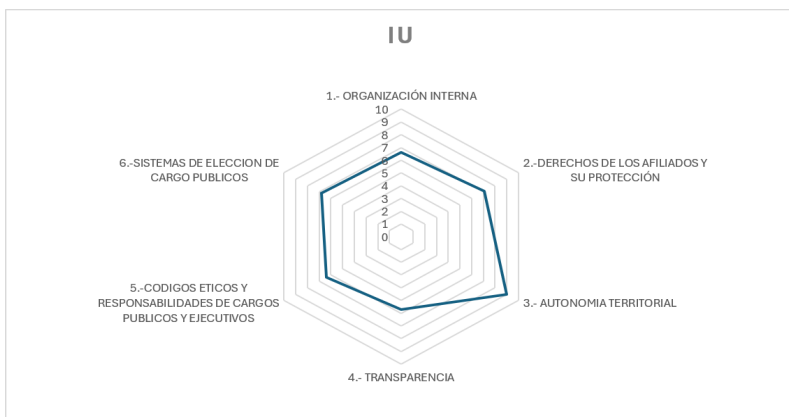 IU
1.- ORGANIZACIÓN INTERNA
10
9
8
7
6
5
4
3
2
1
0
2.-DERECHOS DE LOS AFILIADOS Y
SU PROTECCIÓN
3.- AUTONOMIA TERRITORIAL
4.- TRANSPARENCIA
5.-CODIGOS ETICOS Y
RESPONSABILIDADES DE CARGOS
PUBLICOS Y EJECUTIVOS
6.-SISTEMAS DE ELECCION DE
CARGO PUBLICOS